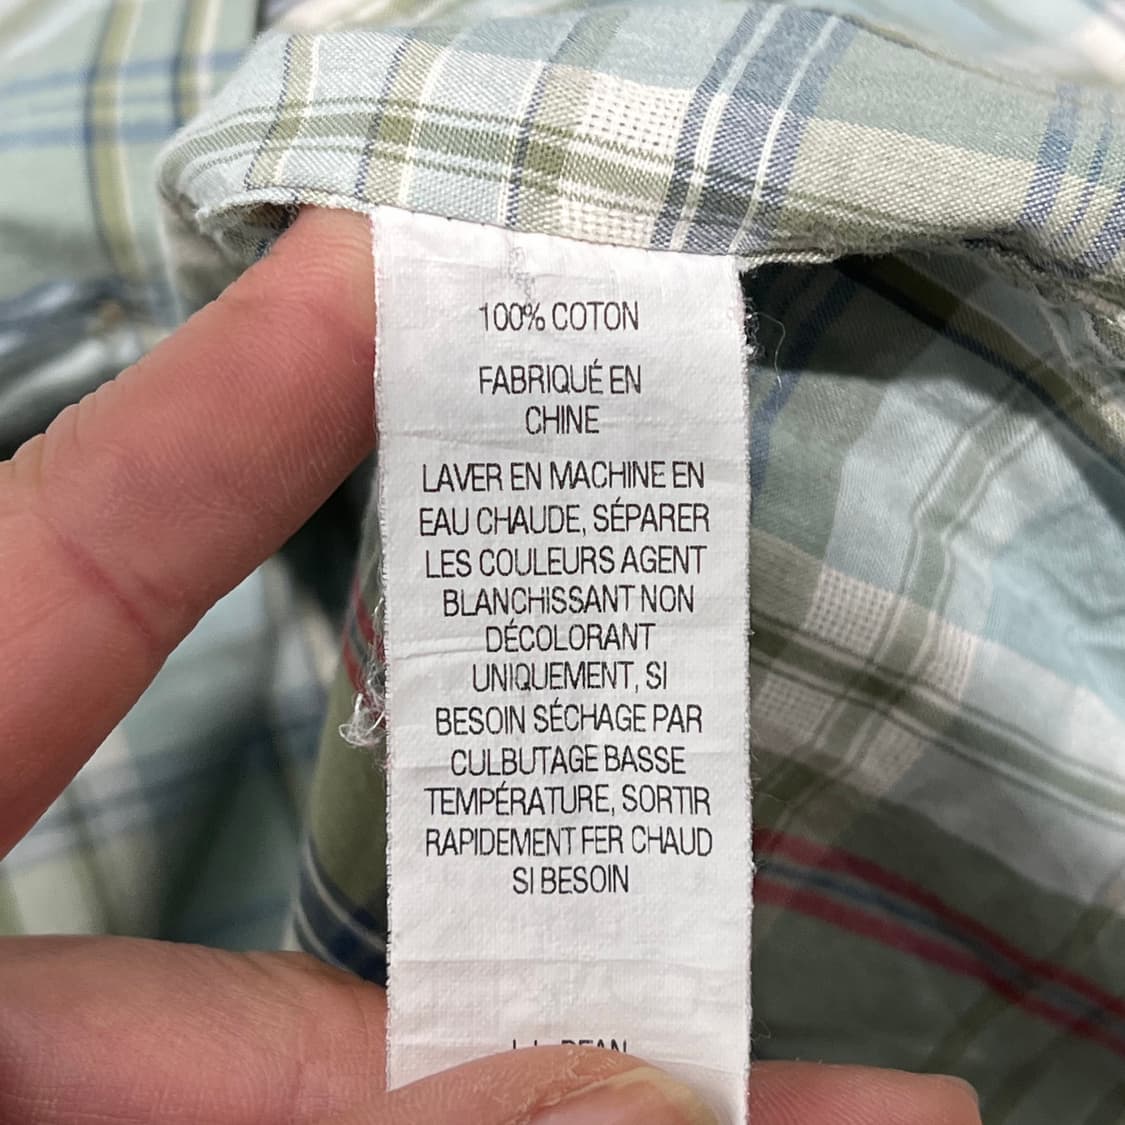 100% COTON
FABRIQUÉ EN
CHINE
LAVER EN MACHINE EN
EAU CHAUDE, SÉPARER
LES COULEURS AGENT
BLANCHISSANT NON
DÉCOLORANT
UNIQUEMENT, SI
BESOIN SÉCHAGE PAR
CULBUTAGE BASSE
TEMPÉRATURE, SORTIR
RAPIDEMENT FER CHAUD
SI BESOIN